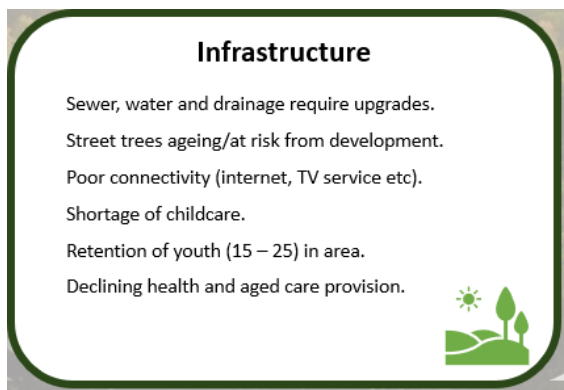 Infrastructure
Sewer, water and drainage require upgrades.
Street trees ageing/at risk from development.
Poor connectivity (internet, TV service etc).
Shortage of childcare.
Retention of youth (15 – 25) in area.
Declining health and aged care provision.